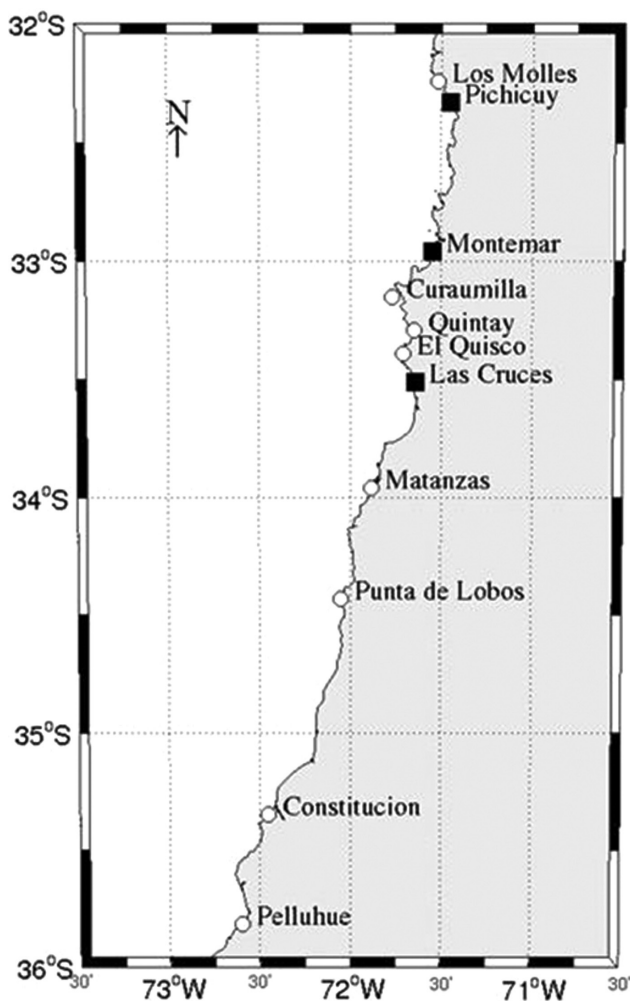 32°S
N
Los Molles
Pichicuy
Montemar
33°S
Curaumilla
Quintay
El Quisco
Las Cruces
Matanzas
34°S
Punta de Lobos
35°S
Constitucion
Pelluhue
36°S
30' 73°W 30' 72°W 30' 71°W 30'